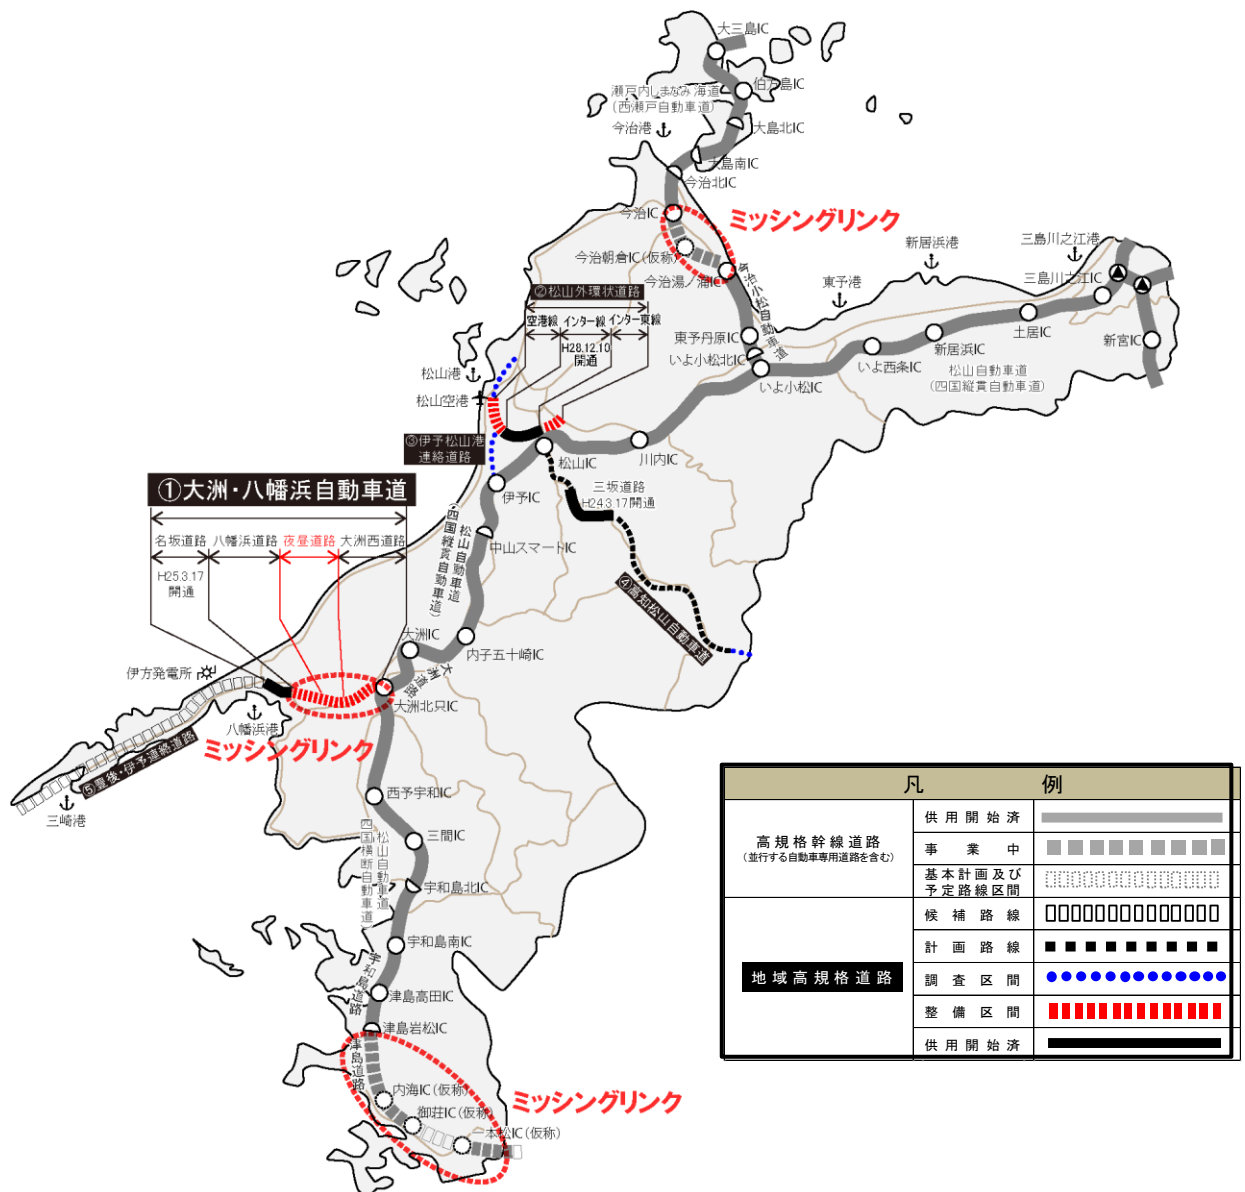 大三島IC
伯方島IC
瀬戸内しまなみ海道
(西瀬戸自動車道)
大島北IC
今治港
大島南IC
今治北IC
今治IC
ミッシングリンク
今治朝倉IC(仮称)
今治湯ノ浦IC
今治小松自動車道
新居浜港
三島川之江港
三島川之江IC
東予港
②松山外環状道路
空港線
インター線
インター東線
H28.12.10
開通
東予丹原IC
いよ小松北IC
いよ小松IC
いよ西条IC
新居浜IC
土居IC
新宮IC
松山自動車道
(四国縦貫自動車道)
松山港
松山空港
③伊予松山港
連絡道路
松山IC
川内IC
伊予IC
三坂道路
H24.3.17開通
①大洲・八幡浜自動車道
名坂道路
八幡浜道路
夜昼道路
大洲西道路
H25.3.17
開通
松山自動車道
(四国縦貫自動車道)
中山スマートIC
④高知松山自動車道
大洲IC
内子五十崎IC
大洲道路
伊方発電所
大洲北只IC
八幡浜港
ミッシングリンク
⑤豊後・伊予連絡道路
三崎港
西予宇和IC
三間IC
松山自動車道
(四国横断自動車道)
宇和島北IC
宇和島南IC
宇和島道路
津島高田IC
津島岩松IC
津島道路
内海IC(仮称)
御荘IC(仮称)
一本松IC(仮称)
ミッシングリンク
凡例
高規格幹線道路
(並行する自動車専用道路を含む)
供用開始済
事業中
基本計画及び
予定路線区間
地域高規格道路
候補路線
計画路線
調査区間
整備区間
供用開始済